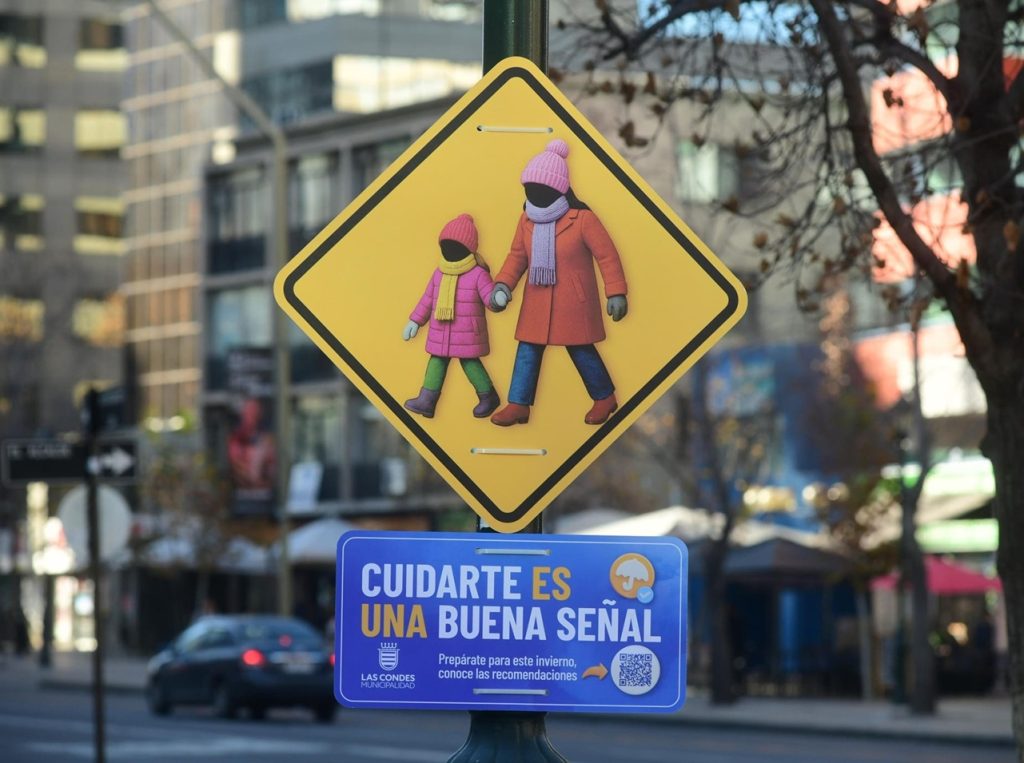 CUIDARTE ES
UNA BUENA SEÑAL
Prepárate para este invierno,
conoce las recomendaciones
LAS CONDES
MUNICIPALIDAD